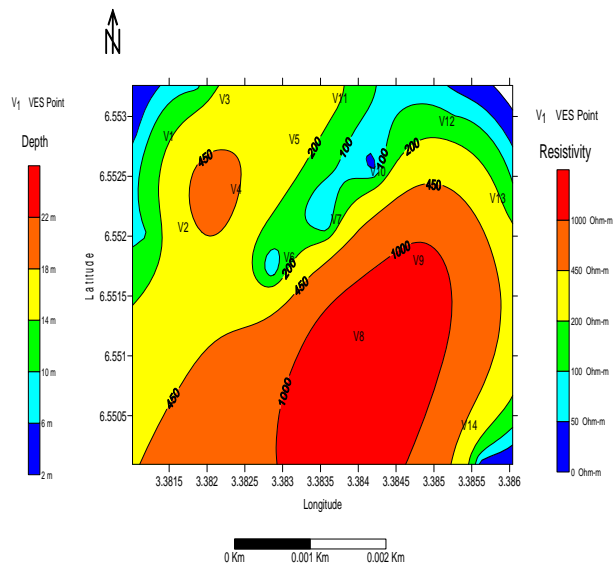 N
V1 VES Point
Depth
22 m
18 m
14 m
10 m
6 m
2 m
V1 VES Point
Resistivity
1000 Ohm-m
450 Ohm-m
200 Ohm-m
100 Ohm-m
50 Ohm-m
0 Ohm-m
Latitude
6.553
6.5525
6.552
6.5515
6.551
6.5505
V3
V11
V1
V5
V12
V4
V10
V2
V7
V13
V6
V9
V8
V14
450
200
100
100
200
450
200
450
1000
450
1000
3.3815 3.382 3.3825 3.383 3.3835 3.384 3.3845 3.385 3.3855 3.386
Longitude
0 Km 0.001 Km 0.002 Km